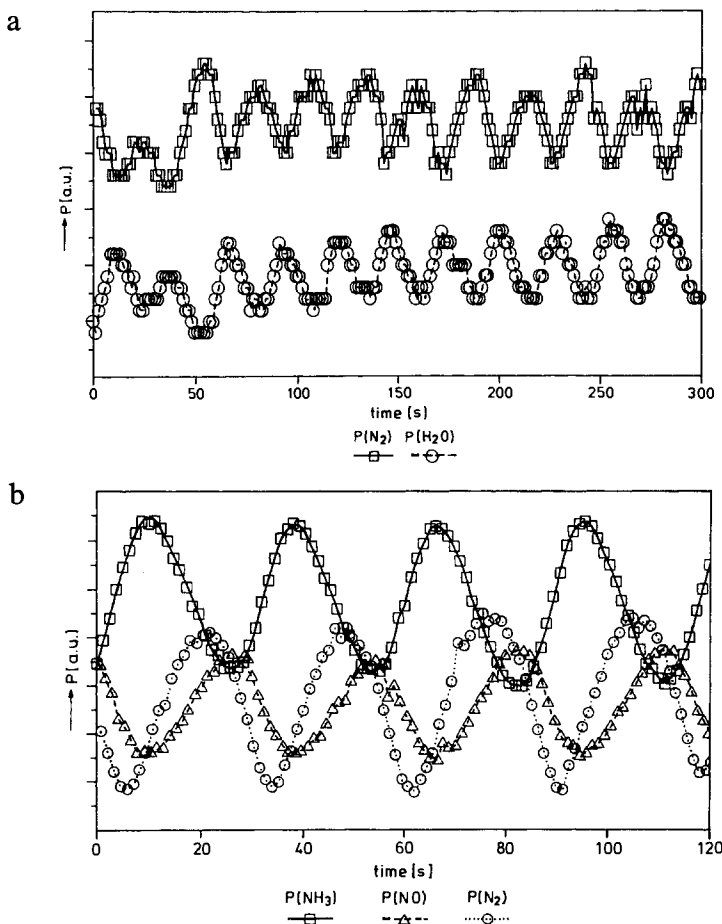 a
P[a.u.]
0 50 100 150 200 250 300
time [s]
P(N₂) P(H₂O)
b
P[a.u.]
0 20 40 60 80 100 120
time [s]
P(NH₃) P(NO) P(N₂)